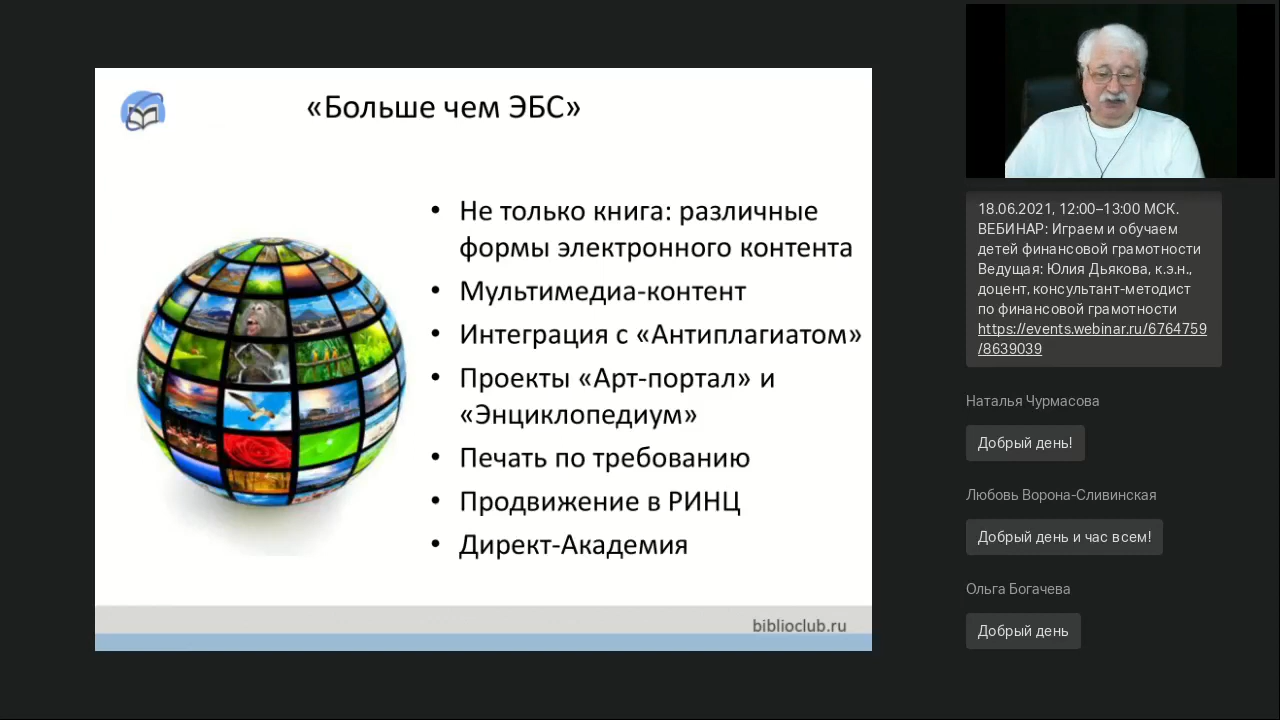 «Больше чем ЭБС»
• Не только книга: различные
формы электронного контента
• Мультимедиа-контент
• Интеграция с «Антиплагиатом»
• Проекты «Арт-портал» и
«Энциклопедиум»
• Печать по требованию
• Продвижение в РИНЦ
• Директ-Академия
biblioclub.ru
18.06.2021, 12:00–13:00 МСК.
ВЕБИНАР: Играем и обучаем
детей финансовой грамотности
Ведущая: Юлия Дьякова, к.э.н.,
доцент, консультант-методист
по финансовой грамотности
https://events.webinar.ru/6764759
/8639039
Наталья Чурмасова
Добрый день!
Любовь Ворона-Сливинская
Добрый день и час всем!
Ольга Богачева
Добрый день